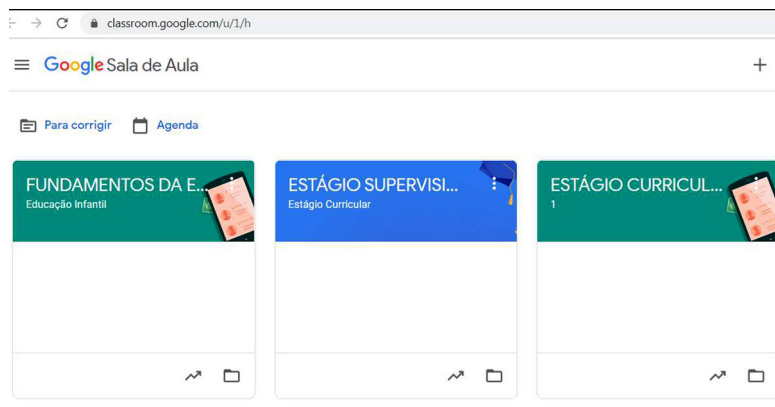 classroom.google.com/u/1/h
Google Sala de Aula
Para corrigir Agenda
FUNDAMENTOS DA E...
Educação Infantil
ESTÁGIO SUPERVISI...
Estágio Curricular
ESTÁGIO CURRICUL...
1